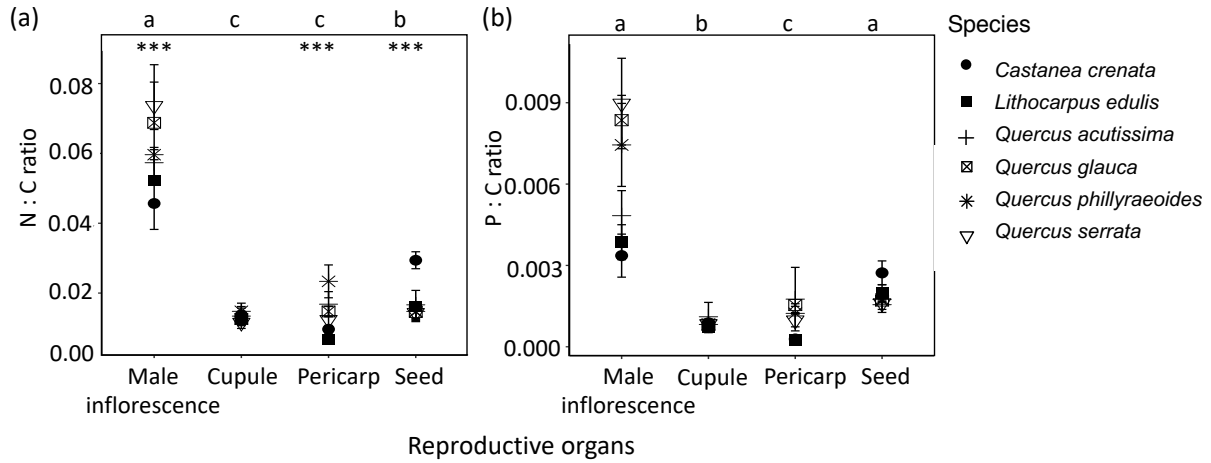 (a)
a c c b
*** *** ***
N : C ratio
0.08
0.06
0.04
0.02
0.00
Male inflorescence
Cupule
Pericarp
Seed
(b)
a b c a
P : C ratio
0.009
0.006
0.003
0.000
Male inflorescence
Cupule
Pericarp
Seed
Reproductive organs
Species
Castanea crenata
Lithocarpus edulis
Quercus acutissima
Quercus glauca
Quercus phillyraeoides
Quercus serrata